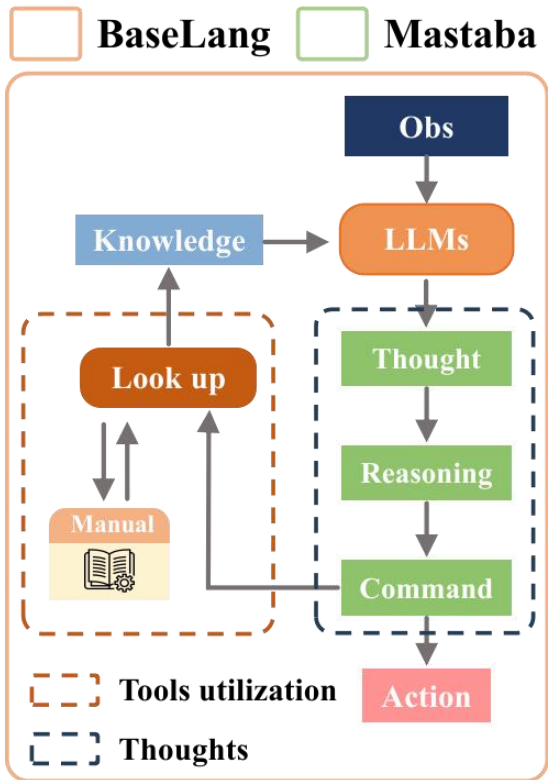 BaseLang
Mastaba
Obs
Knowledge
LLMs
Look up
Thought
Manual
Reasoning
Command
Tools utilization
Action
Thoughts